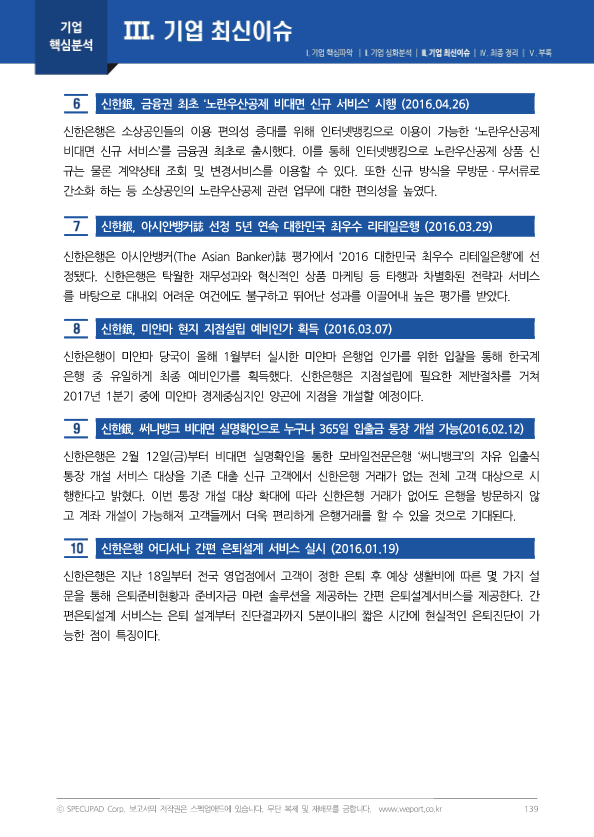 기업
핵심분석
III. 기업 최신이슈
I. 기업 핵심파악 | II. 기업 심화분석 | III. 기업 최신이슈 | IV. 최종 정리 | V. 부록
6 신한銀, 금융권 최초 ‘노란우산공제 비대면 신규 서비스’ 시행 (2016.04.26)
신한은행은 소상공인들의 이용 편의성 증대를 위해 인터넷뱅킹으로 이용이 가능한 ‘노란우산공제
비대면 신규 서비스’를 금융권 최초로 출시했다. 이를 통해 인터넷뱅킹으로 노란우산공제 상품 신
규는 물론 계약상태 조회 및 변경서비스를 이용할 수 있다. 또한 신규 방식을 무방문·무서류로
간소화 하는 등 소상공인의 노란우산공제 관련 업무에 대한 편의성을 높였다.
7 신한銀, 아시안뱅커誌 선정 5년 연속 대한민국 최우수 리테일은행 (2016.03.29)
신한은행은 아시안뱅커(The Asian Banker)誌 평가에서 ‘2016 대한민국 최우수 리테일은행’에 선
정됐다. 신한은행은 탁월한 재무성과와 혁신적인 상품 마케팅 등 타행과 차별화된 전략과 서비스
를 바탕으로 대내외 어려운 여건에도 불구하고 뛰어난 성과를 이끌어내 높은 평가를 받았다.
8 신한銀, 미얀마 현지 지점설립 예비인가 획득 (2016.03.07)
신한은행이 미얀마 당국이 올해 1월부터 실시한 미얀마 은행업 인가를 위한 입찰을 통해 한국계
은행 중 유일하게 최종 예비인가를 획득했다. 신한은행은 지점설립에 필요한 제반절차를 거쳐
2017년 1분기 중에 미얀마 경제중심지인 양곤에 지점을 개설할 예정이다.
9 신한銀, 써니뱅크 비대면 실명확인으로 누구나 365일 입출금 통장 개설 가능(2016.02.12)
신한은행은 2월 12일(금)부터 비대면 실명확인을 통한 모바일전문은행 ‘써니뱅크’의 자유 입출식
통장 개설 서비스 대상을 기존 대출 신규 고객에서 신한은행 거래가 없는 전체 고객 대상으로 시
행한다고 밝혔다. 이번 통장 개설 대상 확대에 따라 신한은행 거래가 없어도 은행을 방문하지 않
고 계좌 개설이 가능해져 고객들께서 더욱 편리하게 은행거래를 할 수 있을 것으로 기대된다.
10 신한은행 어디서나 간편 은퇴설계 서비스 실시 (2016.01.19)
신한은행은 지난 18일부터 전국 영업점에서 고객이 정한 은퇴 후 예상 생활비에 따른 몇 가지 설
문을 통해 은퇴준비현황과 준비자금 마련 솔루션을 제공하는 간편 은퇴설계서비스를 제공한다. 간
편은퇴설계 서비스는 은퇴 설계부터 진단결과까지 5분이내의 짧은 시간에 현실적인 은퇴진단이 가
능한 점이 특징이다.
ⓒ SPECUPAD Corp. 보고서의 저작권은 스펙업애드에 있습니다. 무단 복제 및 재배포를 금합니다. www.weport.co.kr 139